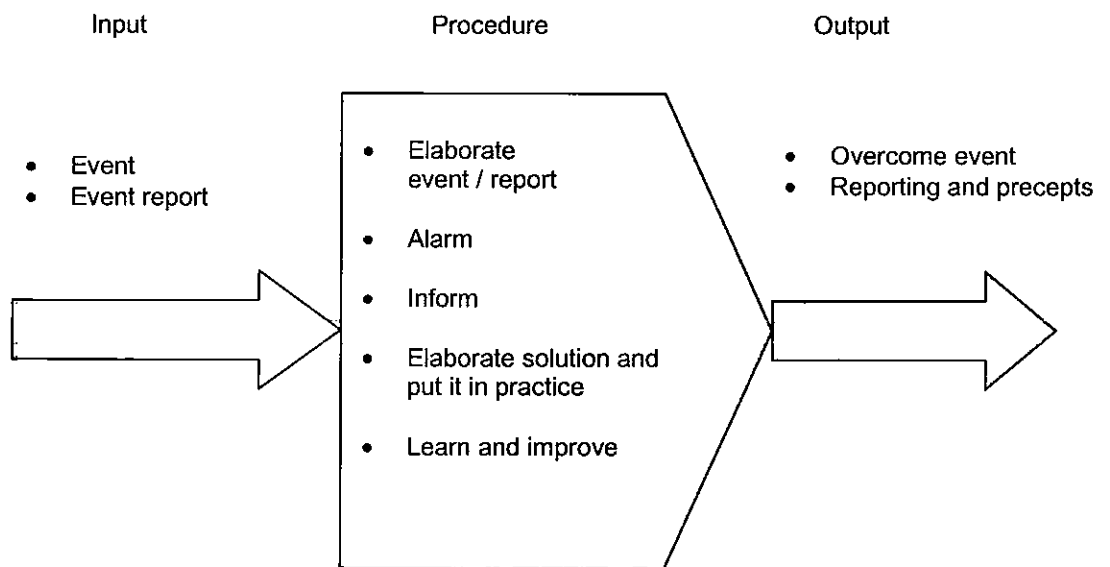 Input
Procedure
Output
• Event
• Event report
• Elaborate
event / report
• Alarm
• Inform
• Elaborate solution and
put it in practice
• Learn and improve
• Overcome event
• Reporting and precepts